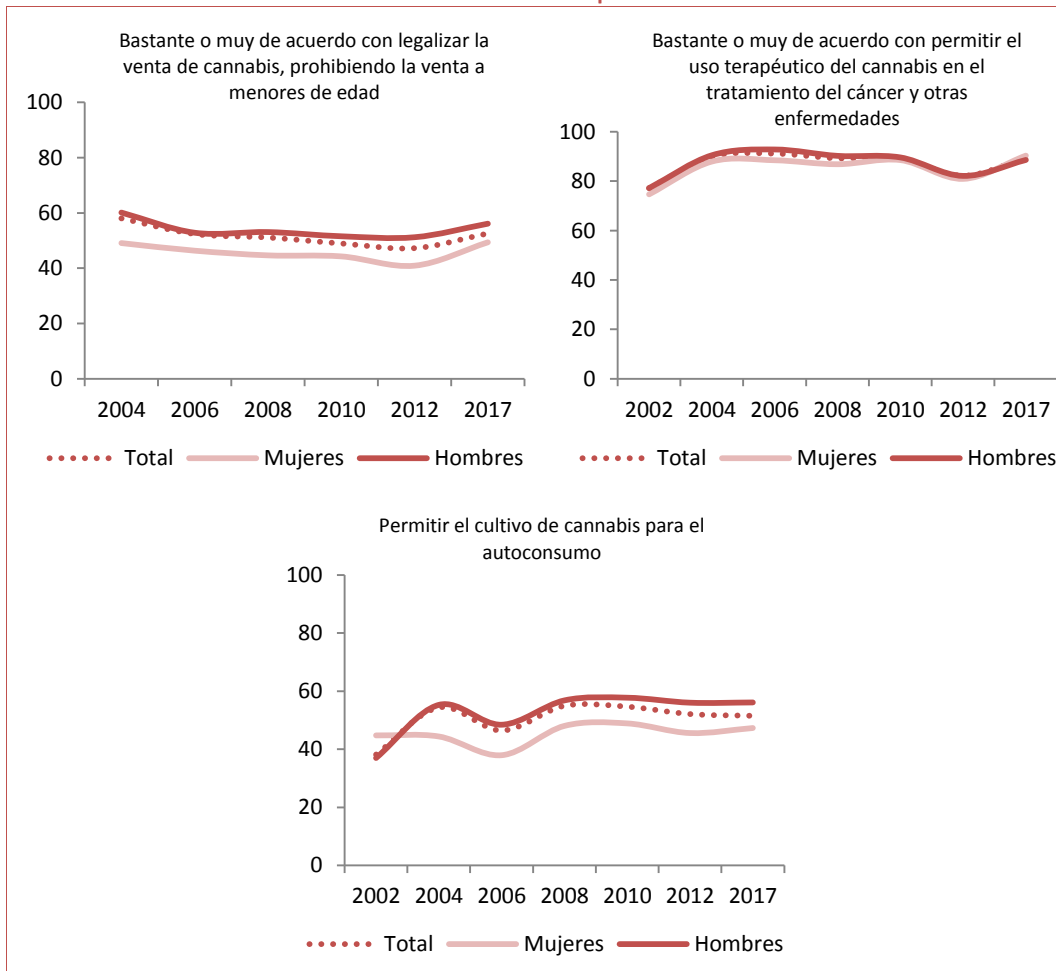 Bastante o muy de acuerdo con legalizar la
venta de cannabis, prohibiendo la venta a
menores de edad
100
80
60
40
20
0
2004 2006 2008 2010 2012 2017
Total Mujeres Hombres
Bastante o muy de acuerdo con permitir el
uso terapéutico del cannabis en el
tratamiento del cáncer y otras
enfermedades
100
80
60
40
20
0
2002 2004 2006 2008 2010 2012 2017
Total Mujeres Hombres
Permitir el cultivo de cannabis para el
autoconsumo
100
80
60
40
20
0
2002 2004 2006 2008 2010 2012 2017
Total Mujeres Hombres